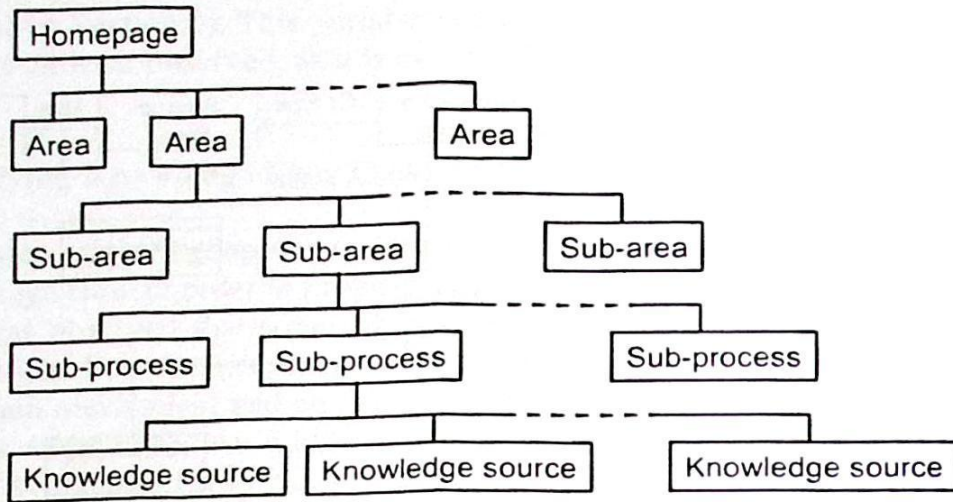 Homepage
Area Area Area
Sub-area Sub-area Sub-area
Sub-process Sub-process Sub-process
Knowledge source Knowledge source Knowledge source